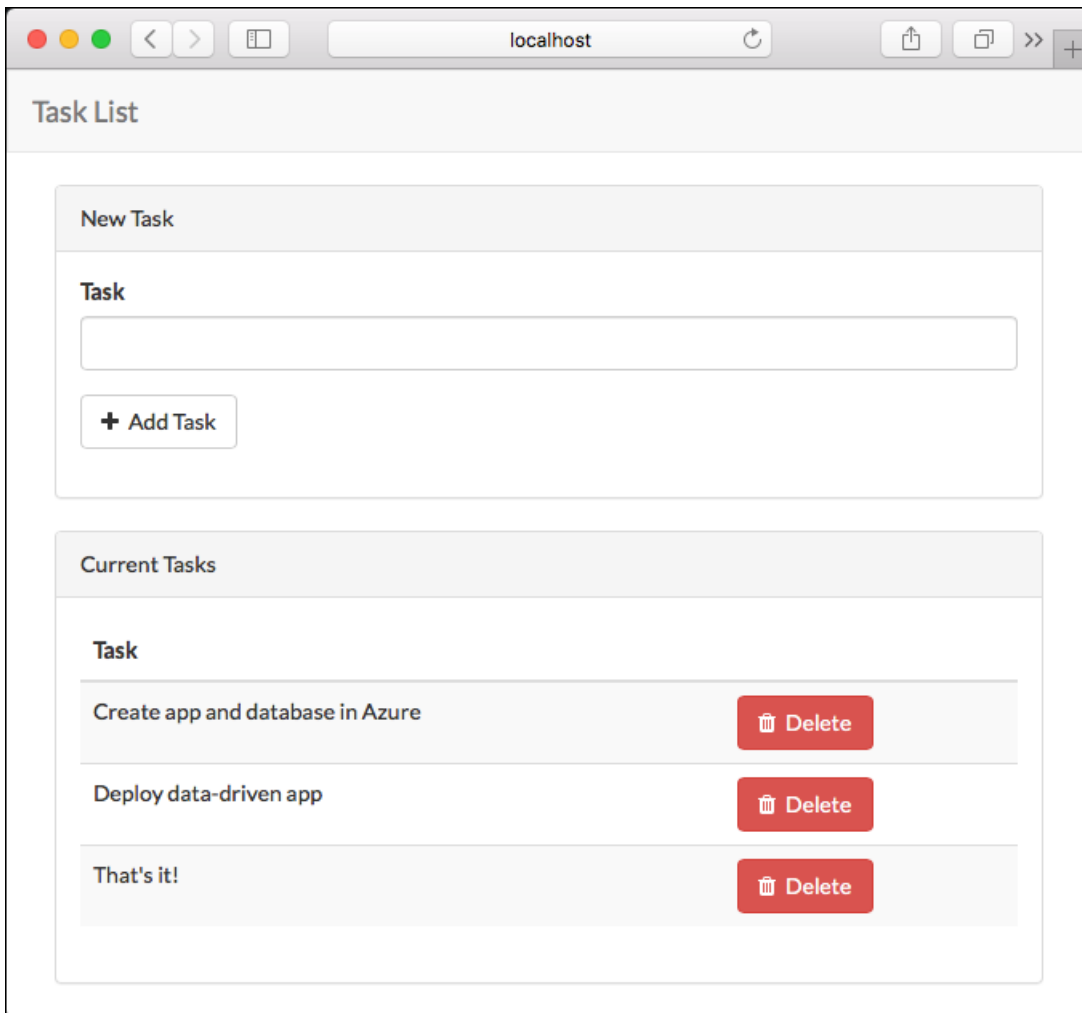 localhost
Task List
New Task
Task
Add Task
Current Tasks
Task
Create app and database in Azure
Delete
Deploy data-driven app
Delete
That's it!
Delete